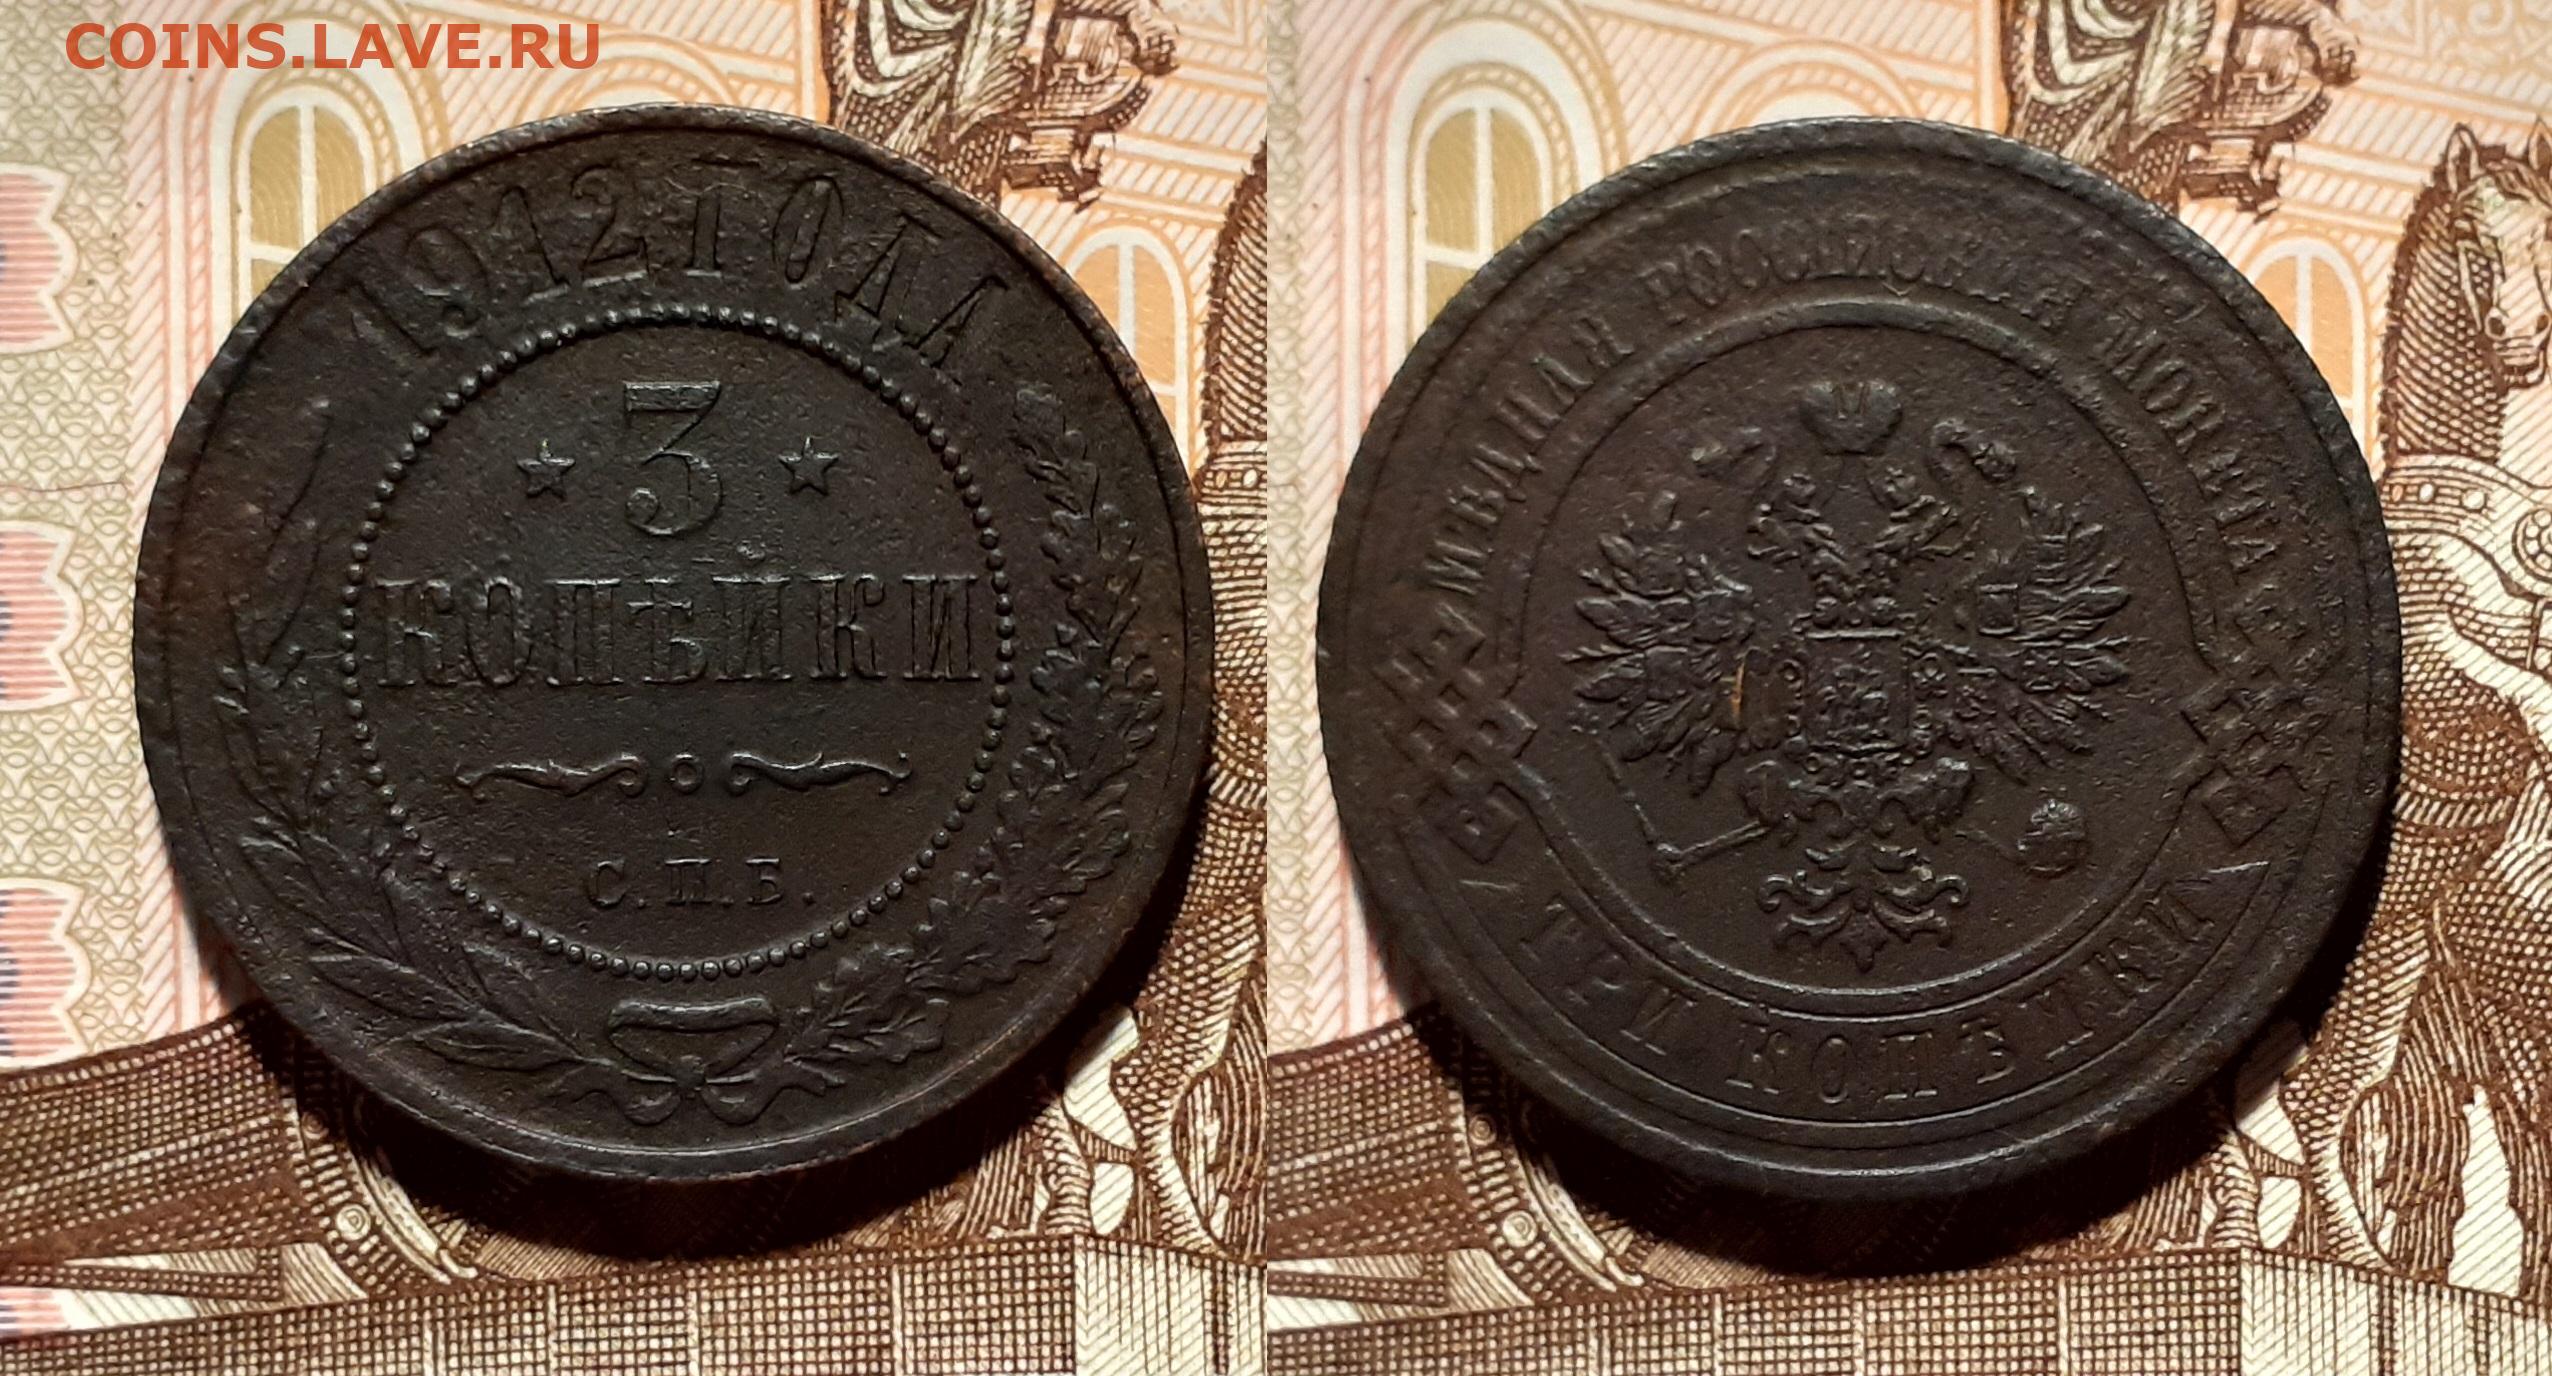 COINS.LAVE.RU
1912 ГОДА
3
КОПѢЙКИ
С.П.Б.
МѢДНАЯ РОССІЙСКАЯ МОНЕТА
ТРИ КОПѢЙКИ